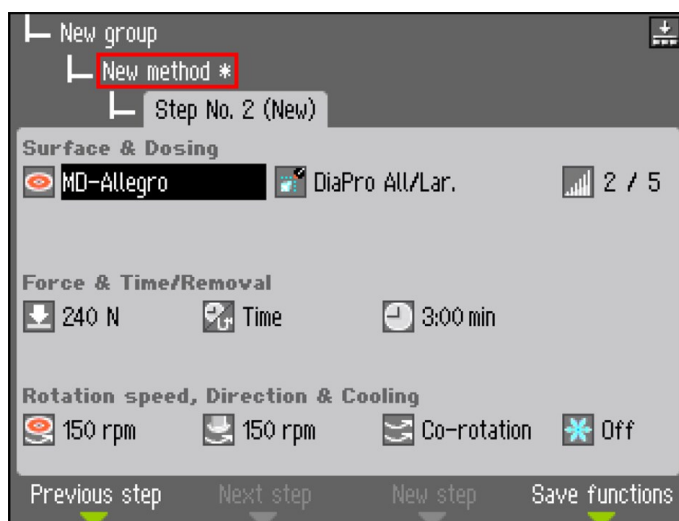 New group
New method *
Step No. 2 (New)
Surface & Dosing
MD-Allegro DiaPro All/Lar. 2 / 5
Force & Time/Removal
240 N Time 3:00 min
Rotation speed, Direction & Cooling
150 rpm 150 rpm Co-rotation Off
Previous step Next step New step Save functions